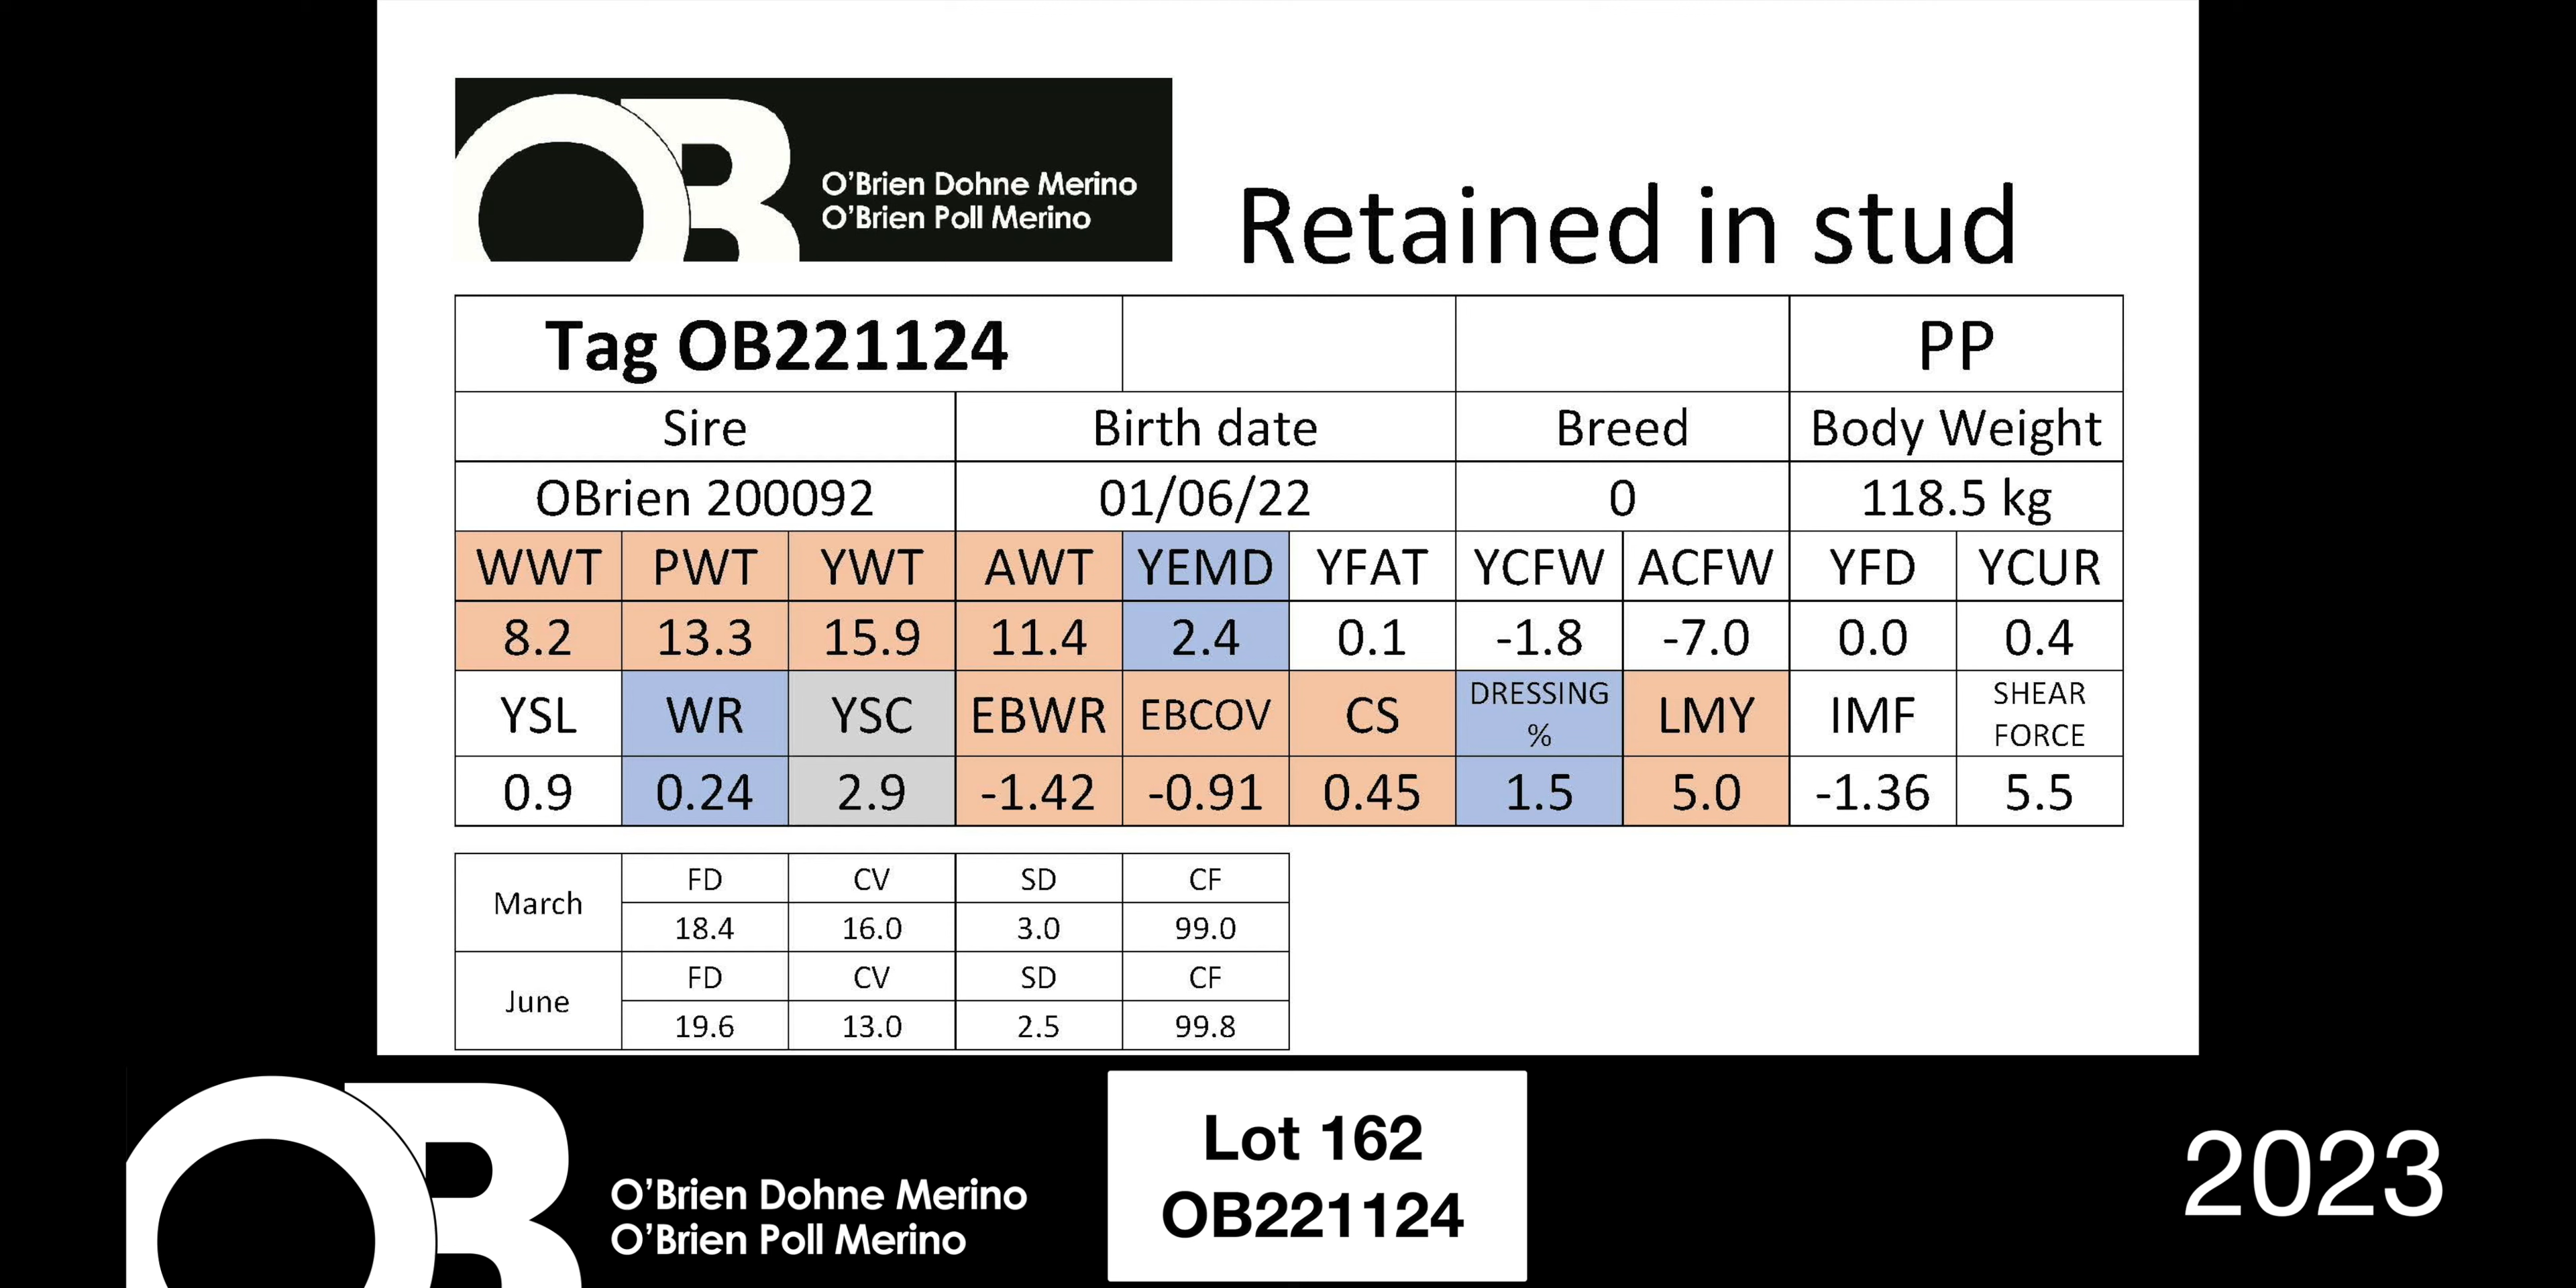 OB
O'Brien Dohne Merino
O'Brien Poll Merino
Retained in stud
Tag OB221124 PP
Sire Birth date Breed Body Weight
OBrien 200092 01/06/22 0 118.5 kg
WWT PWT YWT AWT YEMD YFAT YCFW ACFW YFD YCUR
8.2 13.3 15.9 11.4 2.4 0.1 -1.8 -7.0 0.0 0.4
YSL WR YSC EBWR EBCOV CS DRESSING % LMY IMF SHEAR FORCE
0.9 0.24 2.9 -1.42 -0.91 0.45 1.5 5.0 -1.36 5.5
March FD CV SD CF
18.4 16.0 3.0 99.0
June FD CV SD CF
19.6 13.0 2.5 99.8
OB
O'Brien Dohne Merino
O'Brien Poll Merino
Lot 162
OB221124
2023